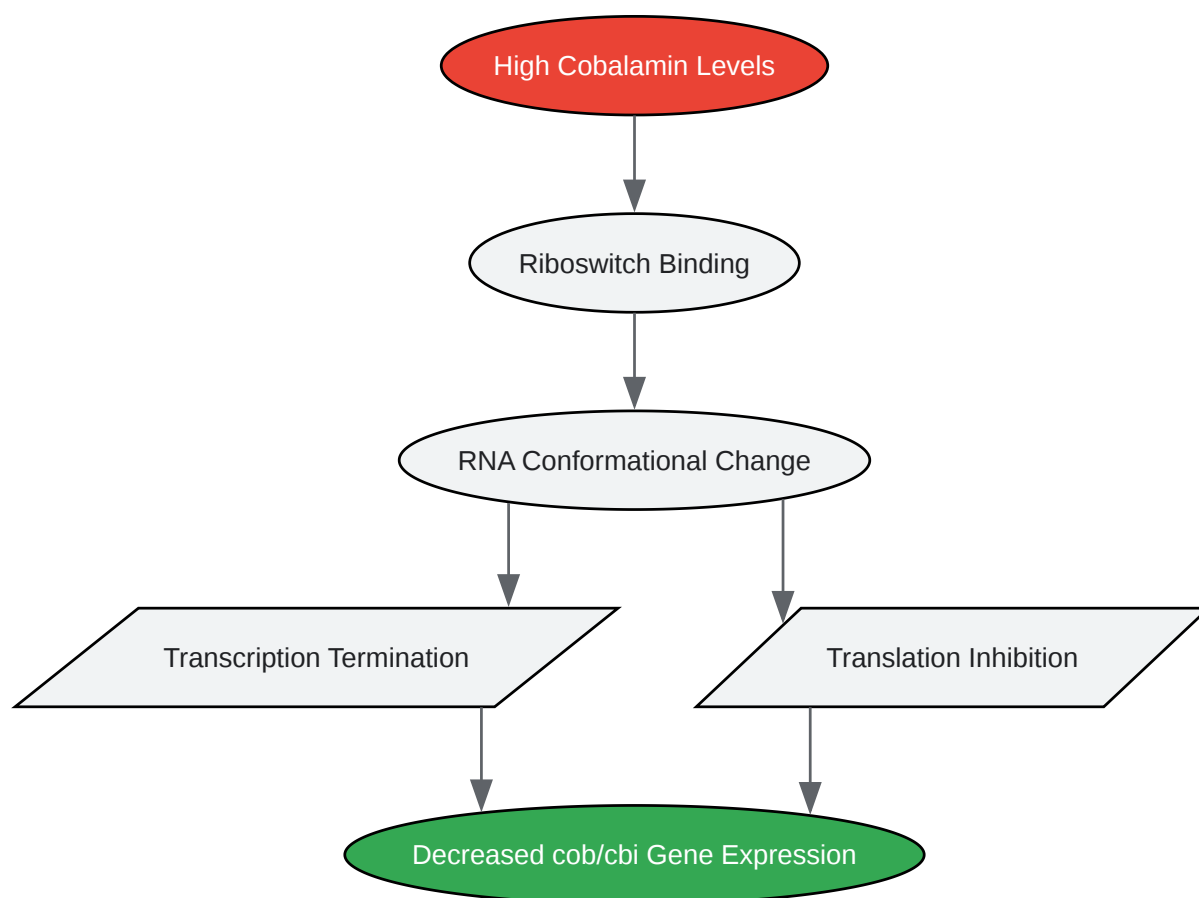 High Cobalamin Levels
Riboswitch Binding
RNA Conformational Change
Transcription Termination
Translation Inhibition
Decreased cob/cbi Gene Expression